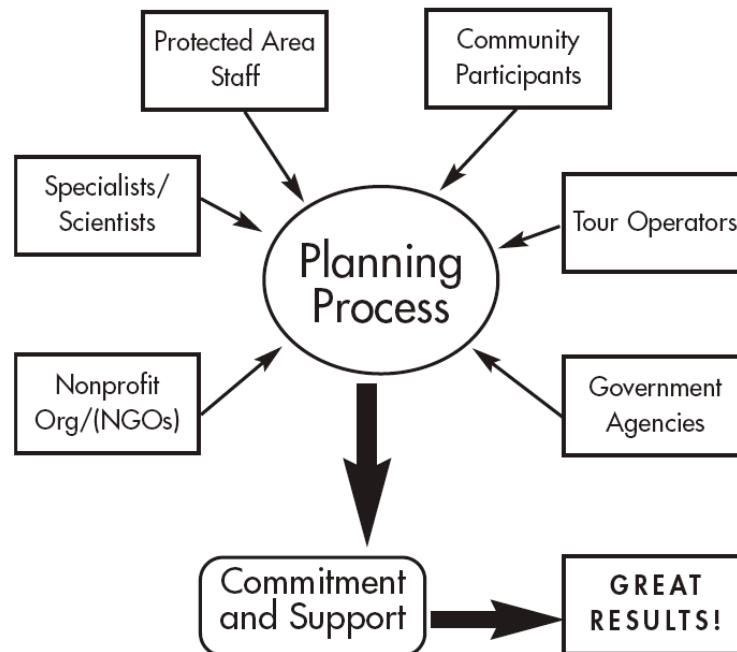 Protected Area
Staff
Community
Participants
Specialists/
Scientists
Tour Operators
Planning
Process
Nonprofit
Org/(NGOs)
Government
Agencies
Commitment
and Support
GREAT
RESULTS!